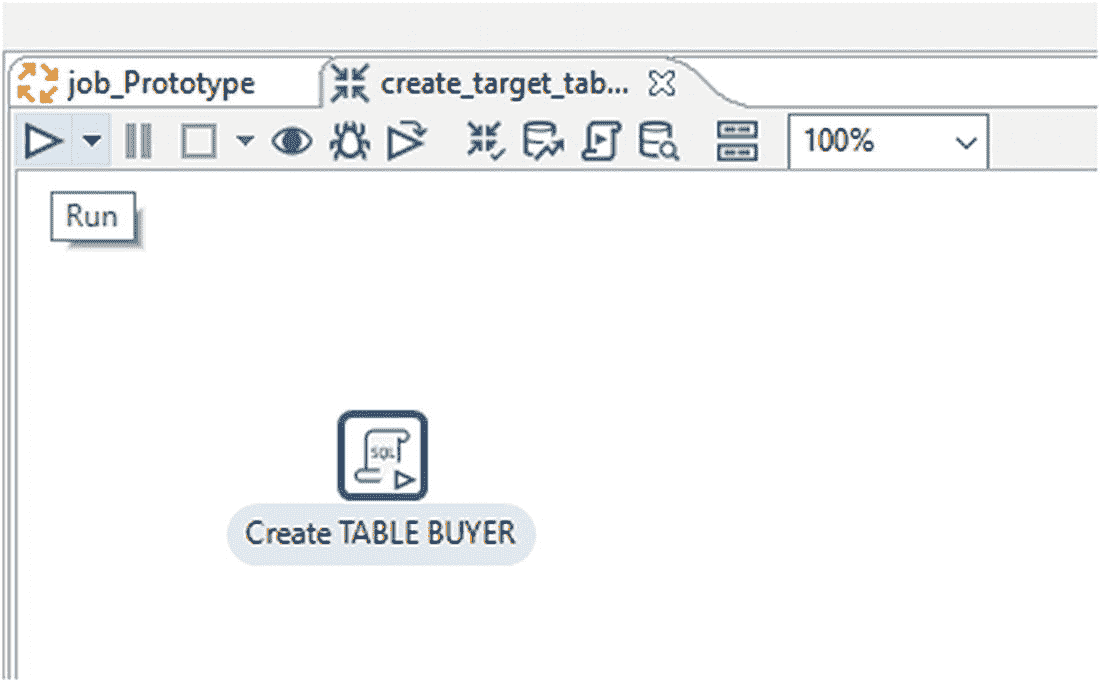 job_Prototype
create_target_tab...
100%
Run
SQL
Create TABLE BUYER